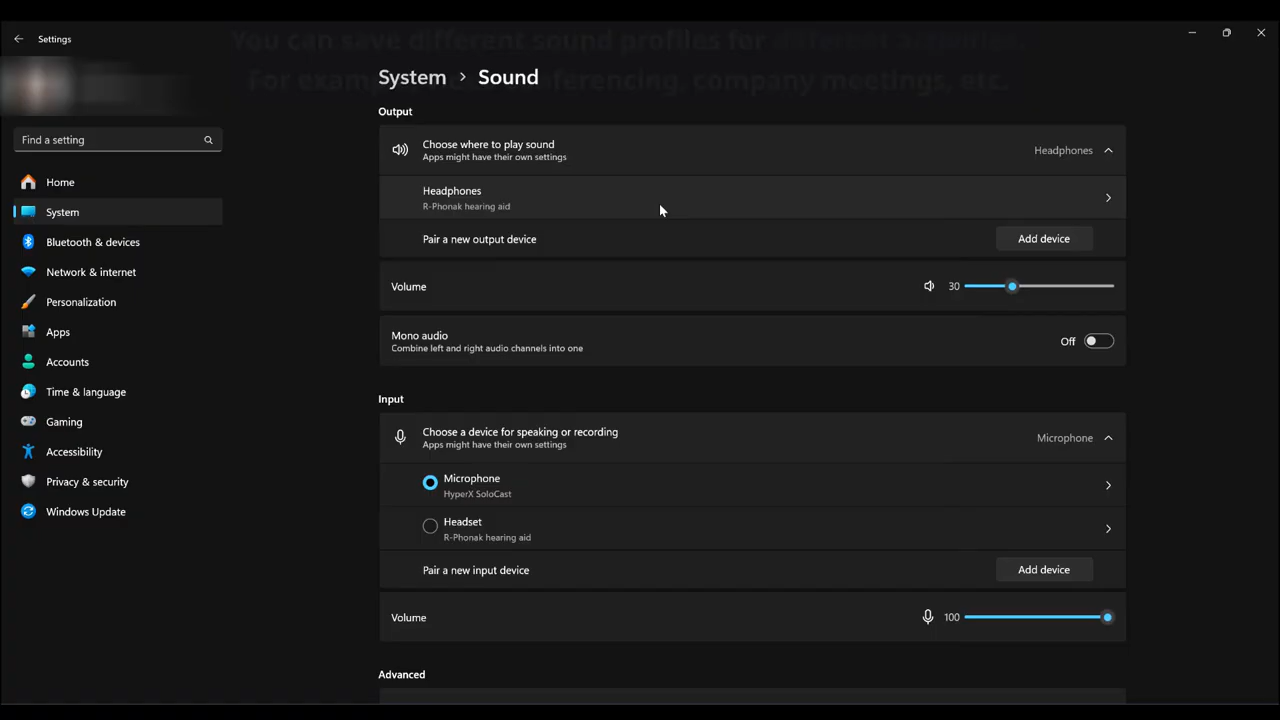 Settings
You can save different sound profiles for different activities.
For example, video conferencing, company meetings, etc.
System > Sound
Output
Find a setting
Choose where to play sound
Apps might have their own settings
Headphones
Headphones
R-Phonak hearing aid
Pair a new output device
Add device
Volume
30
Mono audio
Combine left and right audio channels into one
Off
Home
System
Bluetooth & devices
Network & internet
Personalization
Apps
Accounts
Time & language
Gaming
Accessibility
Privacy & security
Windows Update
Input
Choose a device for speaking or recording
Apps might have their own settings
Microphone
Microphone
HyperX SoloCast
Headset
R-Phonak hearing aid
Pair a new input device
Add device
Volume
100
Advanced